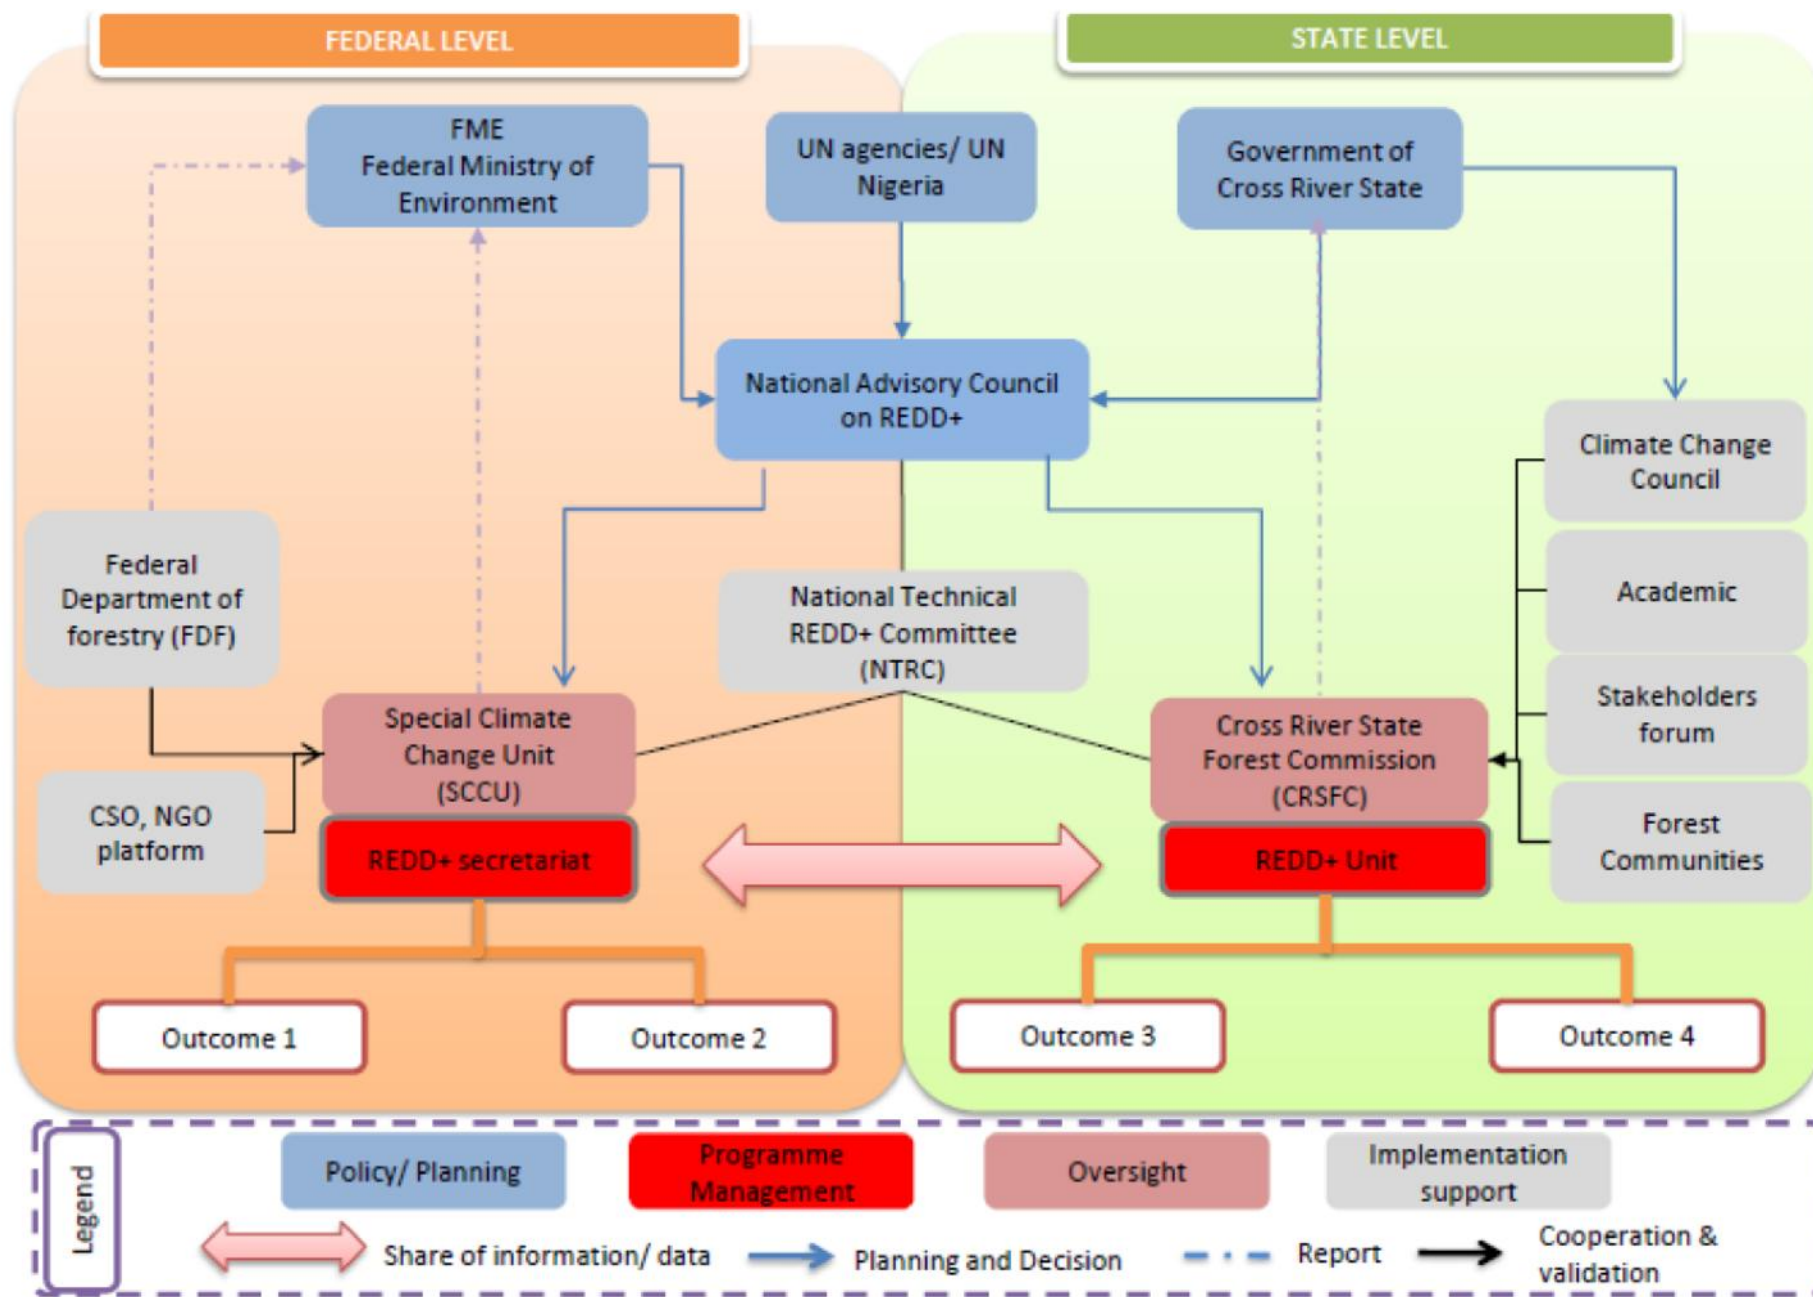 FEDERAL LEVEL
STATE LEVEL
FME
Federal Ministry of
Environment
UN agencies/ UN
Nigeria
Government of
Cross River State
National Advisory Council
on REDD+
Climate Change
Council
Federal
Department of
forestry (FDF)
National Technical
REDD+ Committee
(NTRC)
Academic
Special Climate
Change Unit
(SCCU)
Cross River State
Forest Commission
(CRSFC)
Stakeholders
forum
CSO, NGO
platform
REDD+ secretariat
REDD+ Unit
Forest
Communities
Outcome 1
Outcome 2
Outcome 3
Outcome 4
Legend
Policy/ Planning
Programme
Management
Oversight
Implementation
support
Share of information/ data
Planning and Decision
Report
Cooperation &
validation